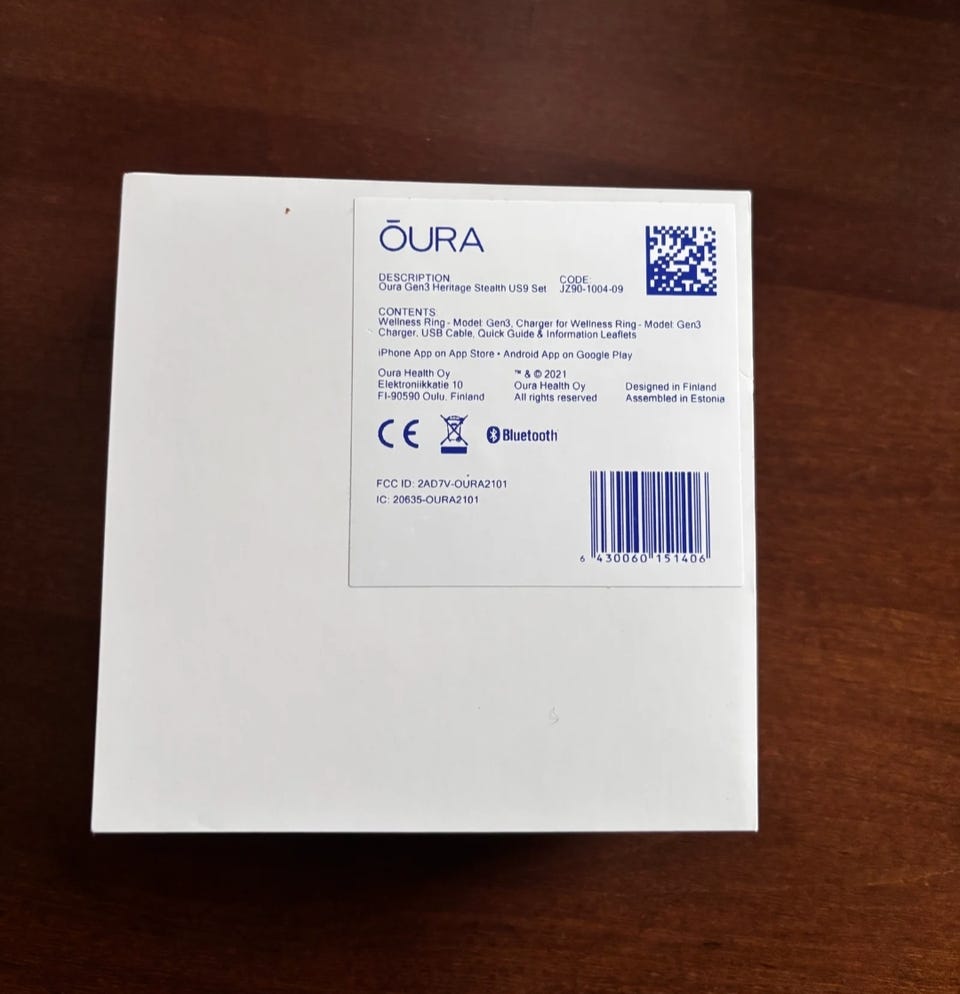 ŌURA
DESCRIPTION CODE:
Oura Gen3 Heritage Stealth US9 Set JZ90-1004-09
CONTENTS
Wellness Ring - Model: Gen3, Charger for Wellness Ring - Model: Gen3
Charger, USB Cable, Quick Guide & Information Leaflets
iPhone App on App Store • Android App on Google Play
Oura Health Oy
Elektroniikkatie 10
FI-90590 Oulu, Finland
™ & © 2021
Oura Health Oy
All rights reserved
Designed in Finland
Assembled in Estonia
CE
Bluetooth
FCC ID: 2AD7V-OURA2101
IC: 20635-OURA2101
6 430060 151406